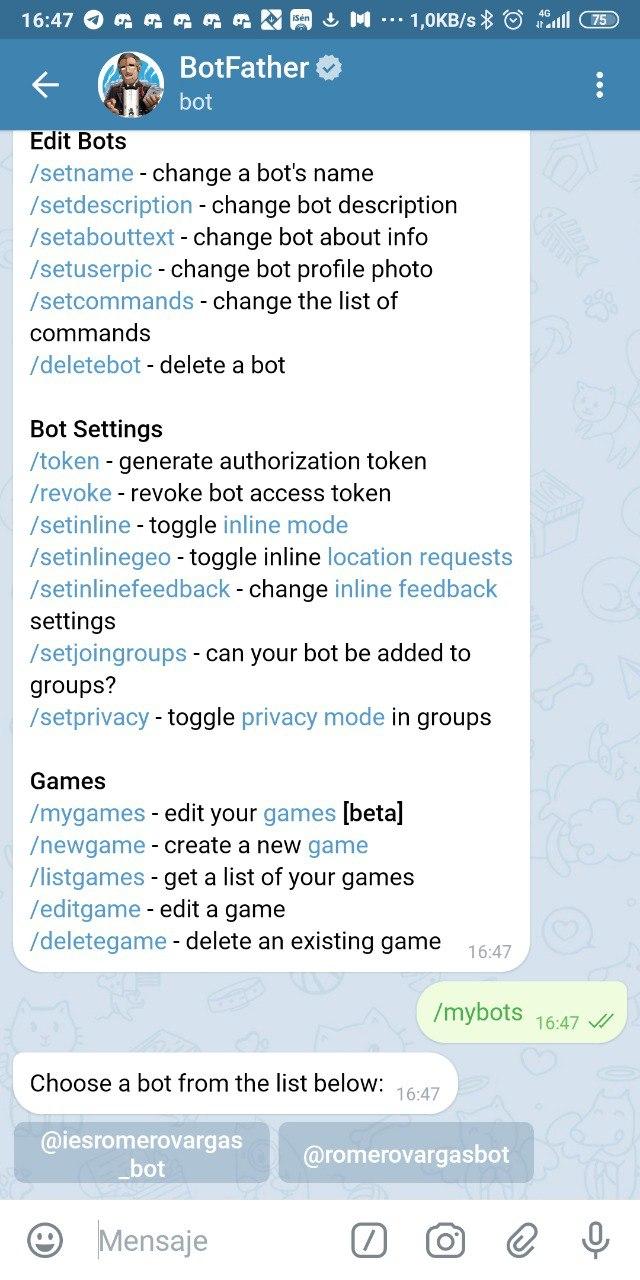 16:47 iSén ··· 1,0KB/s 4G 75
BotFather
bot
Edit Bots
/setname - change a bot's name
/setdescription - change bot description
/setabouttext - change bot about info
/setuserpic - change bot profile photo
/setcommands - change the list of
commands
/deletebot - delete a bot
Bot Settings
/token - generate authorization token
/revoke - revoke bot access token
/setinline - toggle inline mode
/setinlinegeo - toggle inline location requests
/setinlinefeedback - change inline feedback
settings
/setjoingroups - can your bot be added to
groups?
/setprivacy - toggle privacy mode in groups
Games
/mygames - edit your games [beta]
/newgame - create a new game
/listgames - get a list of your games
/editgame - edit a game
/deletegame - delete an existing game 16:47
/mybots 16:47
Choose a bot from the list below: 16:47
@iesromerovargas
_bot
@romerovargasbot
Mensaje